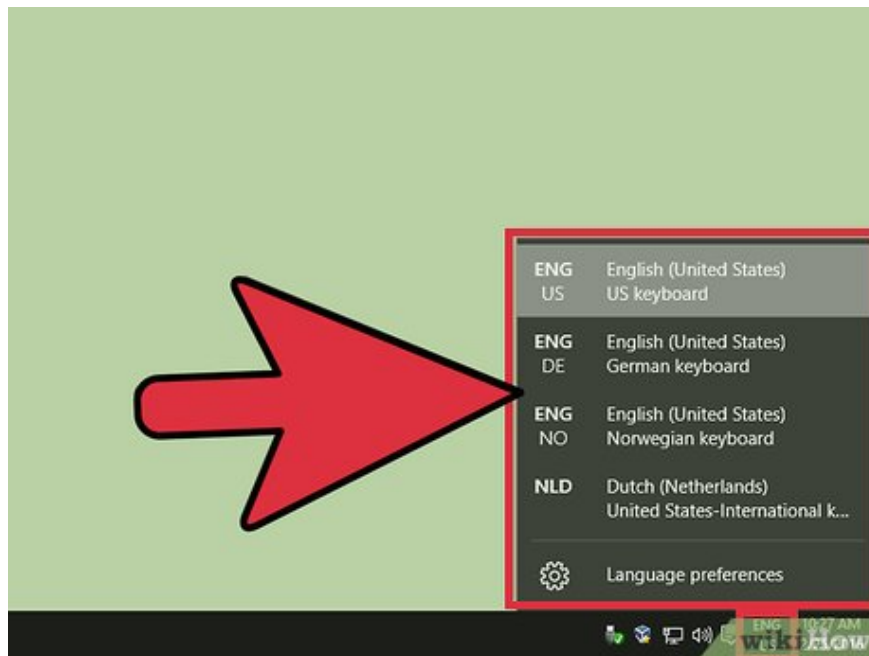 ENG English (United States)
US US keyboard
ENG English (United States)
DE German keyboard
ENG English (United States)
NO Norwegian keyboard
NLD Dutch (Netherlands)
United States-International k...
Language preferences
ENG 10:27 AM
wikiHow